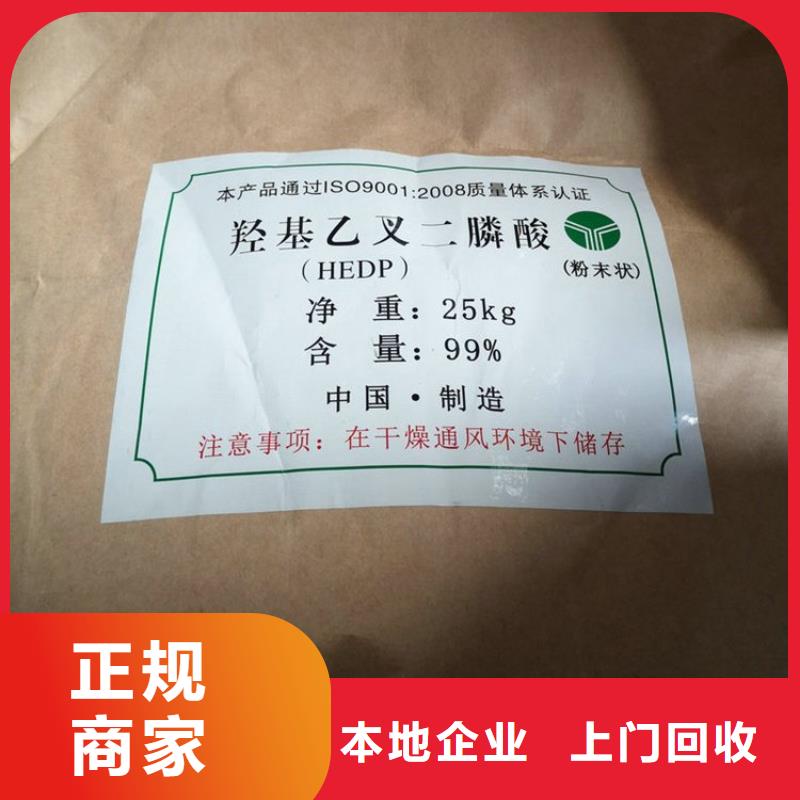 本产品通过ISO9001:2008质量体系认证
羟基乙叉二膦酸
(HEDP)
(粉末状)
净 重：25kg
含 量：99%
中国·制造
注意事项：在干燥通风环境下储存
正规
商家
本地企业 上门回收